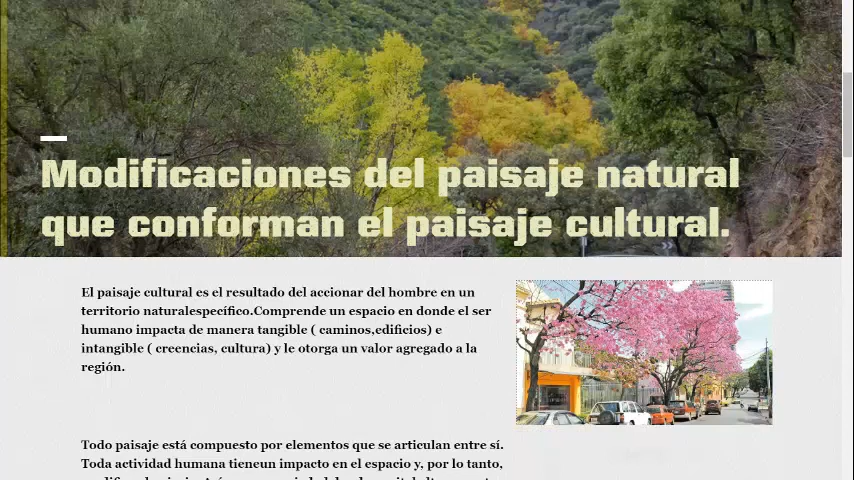 Modificaciones del paisaje natural
que conforman el paisaje cultural.
El paisaje cultural es el resultado del accionar del hombre en un
territorio naturalespecífico.Comprende un espacio en donde el ser
humano impacta de manera tangible ( caminos,edificios) e
intangible ( creencias, cultura) y le otorga un valor agregado a la
región.
Todo paisaje está compuesto por elementos que se articulan entre sí.
Toda actividad humana tieneun impacto en el espacio y, por lo tanto,